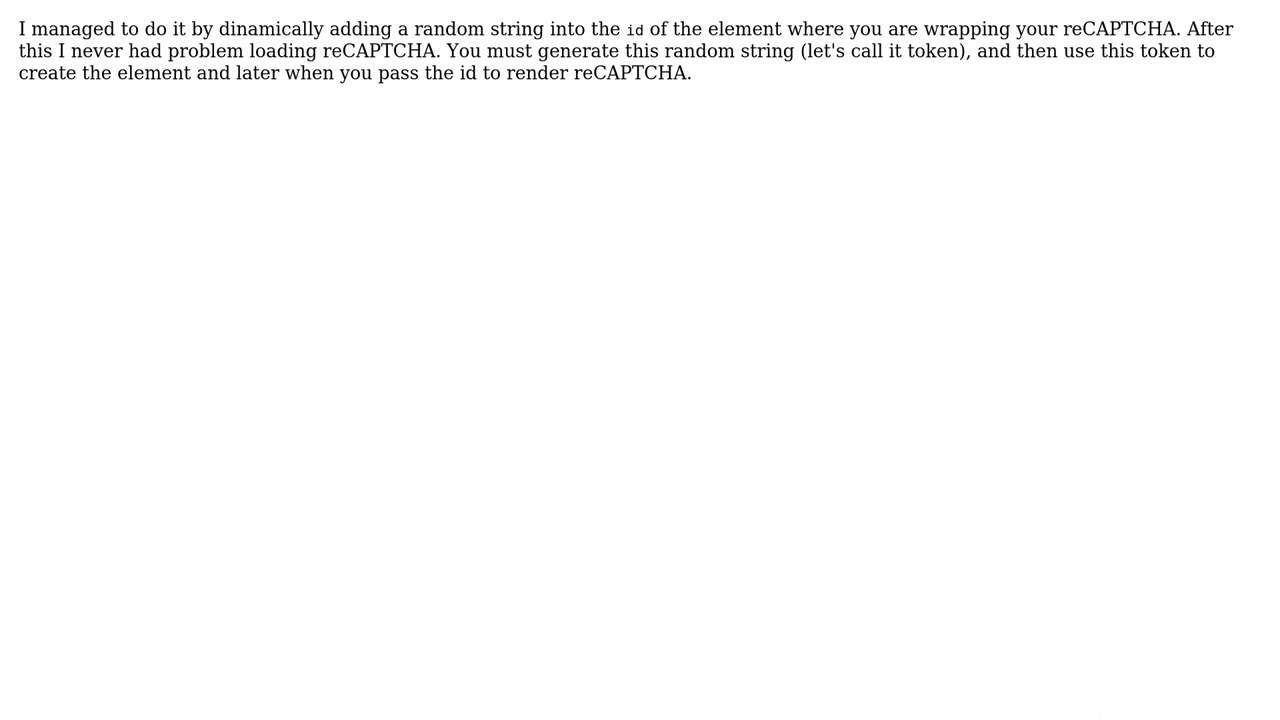 I managed to do it by dinamically adding a random string into the id of the element where you are wrapping your reCAPTCHA. After
this I never had problem loading reCAPTCHA. You must generate this random string (let's call it token), and then use this token to
create the element and later when you pass the id to render reCAPTCHA.